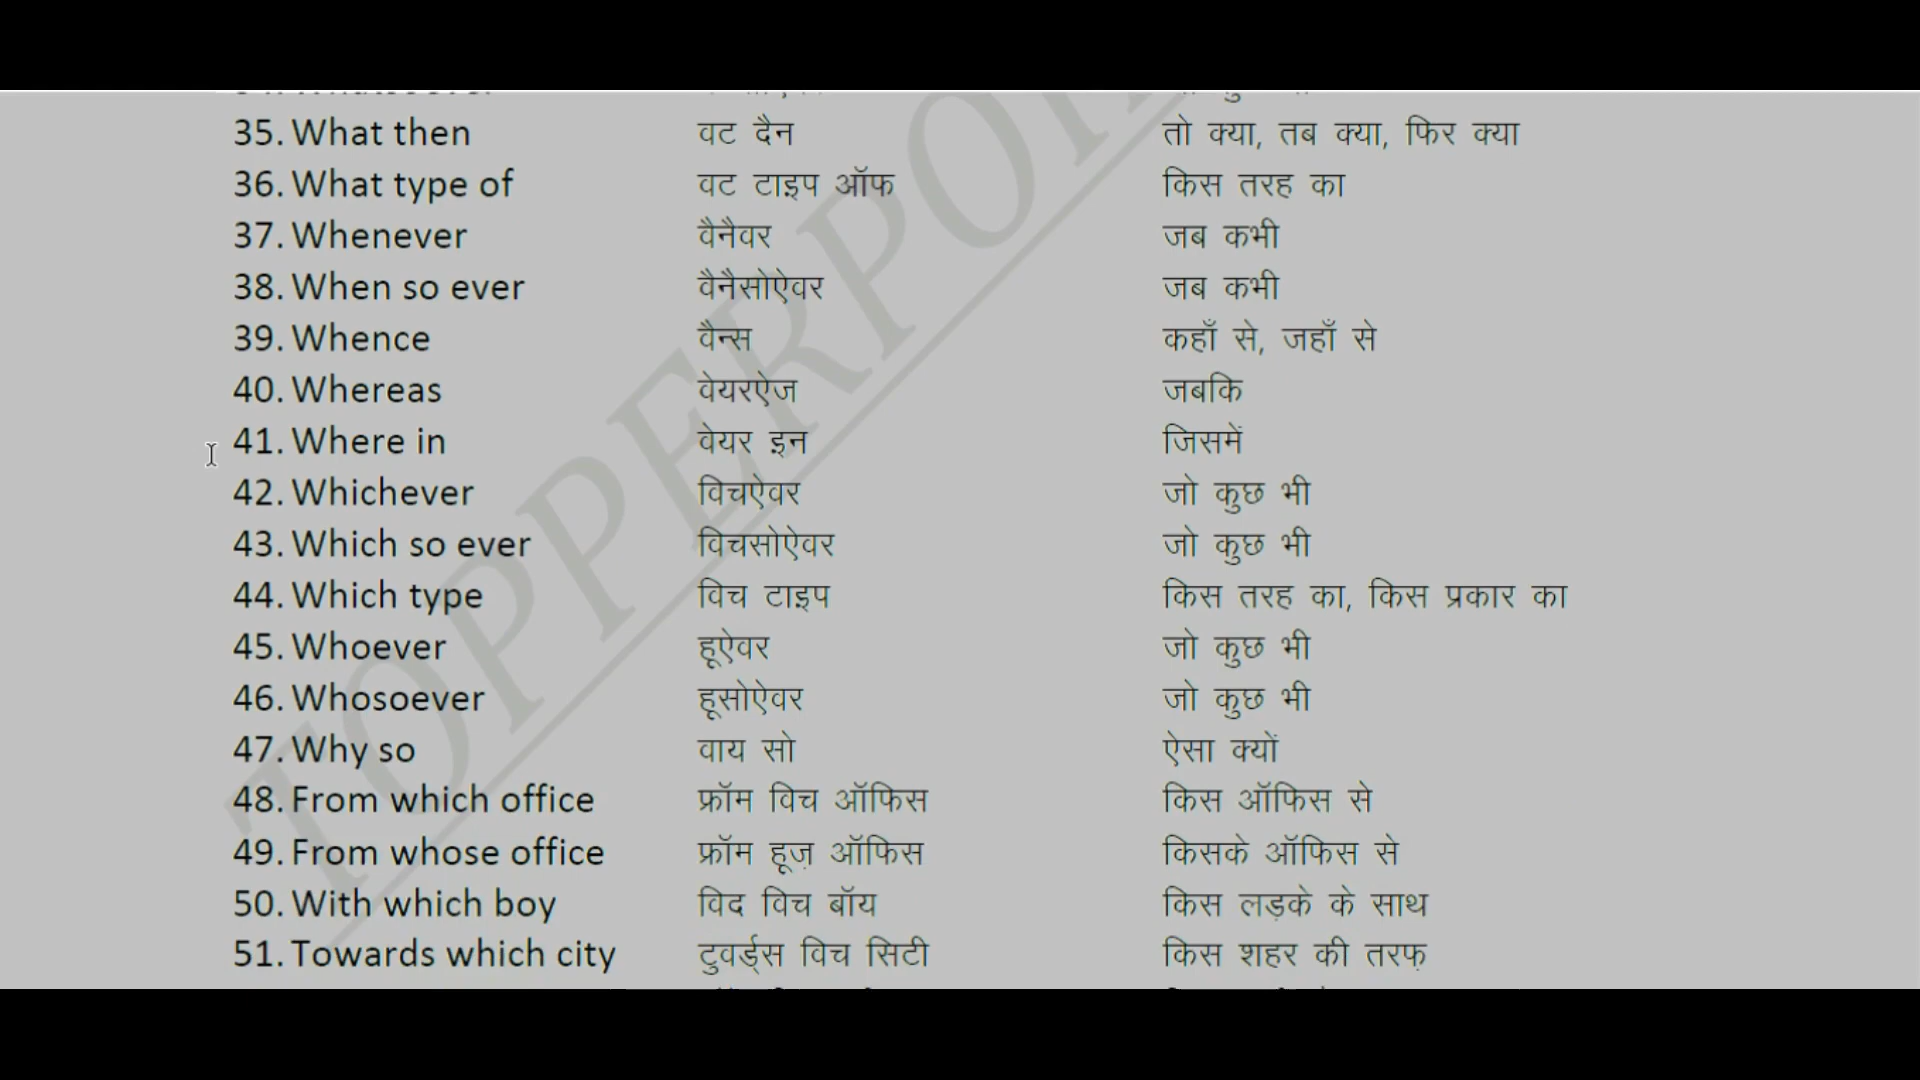 35. What then वट दैन तो क्या, तब क्या, फिर क्या
36. What type of वट टाइप ऑफ किस तरह का
37. Whenever वैनैवर जब कभी
38. When so ever वैनैसोऐवर जब कभी
39. Whence वैन्स कहाँ से, जहाँ से
40. Whereas वेयरऐज जबकि
41. Where in वेयर इन जिसमें
42. Whichever विचऐवर जो कुछ भी
43. Which so ever विचसोऐवर जो कुछ भी
44. Which type विच टाइप किस तरह का, किस प्रकार का
45. Whoever हूऐवर जो कुछ भी
46. Whosoever हूसोऐवर जो कुछ भी
47. Why so वाय सो ऐसा क्यों
48. From which office फ्रॉम विच ऑफिस किस ऑफिस से
49. From whose office फ्रॉम हूज़ ऑफिस किसके ऑफिस से
50. With which boy विद विच बॉय किस लड़के के साथ
51. Towards which city टुवर्ड्स विच सिटी किस शहर की तरफ़